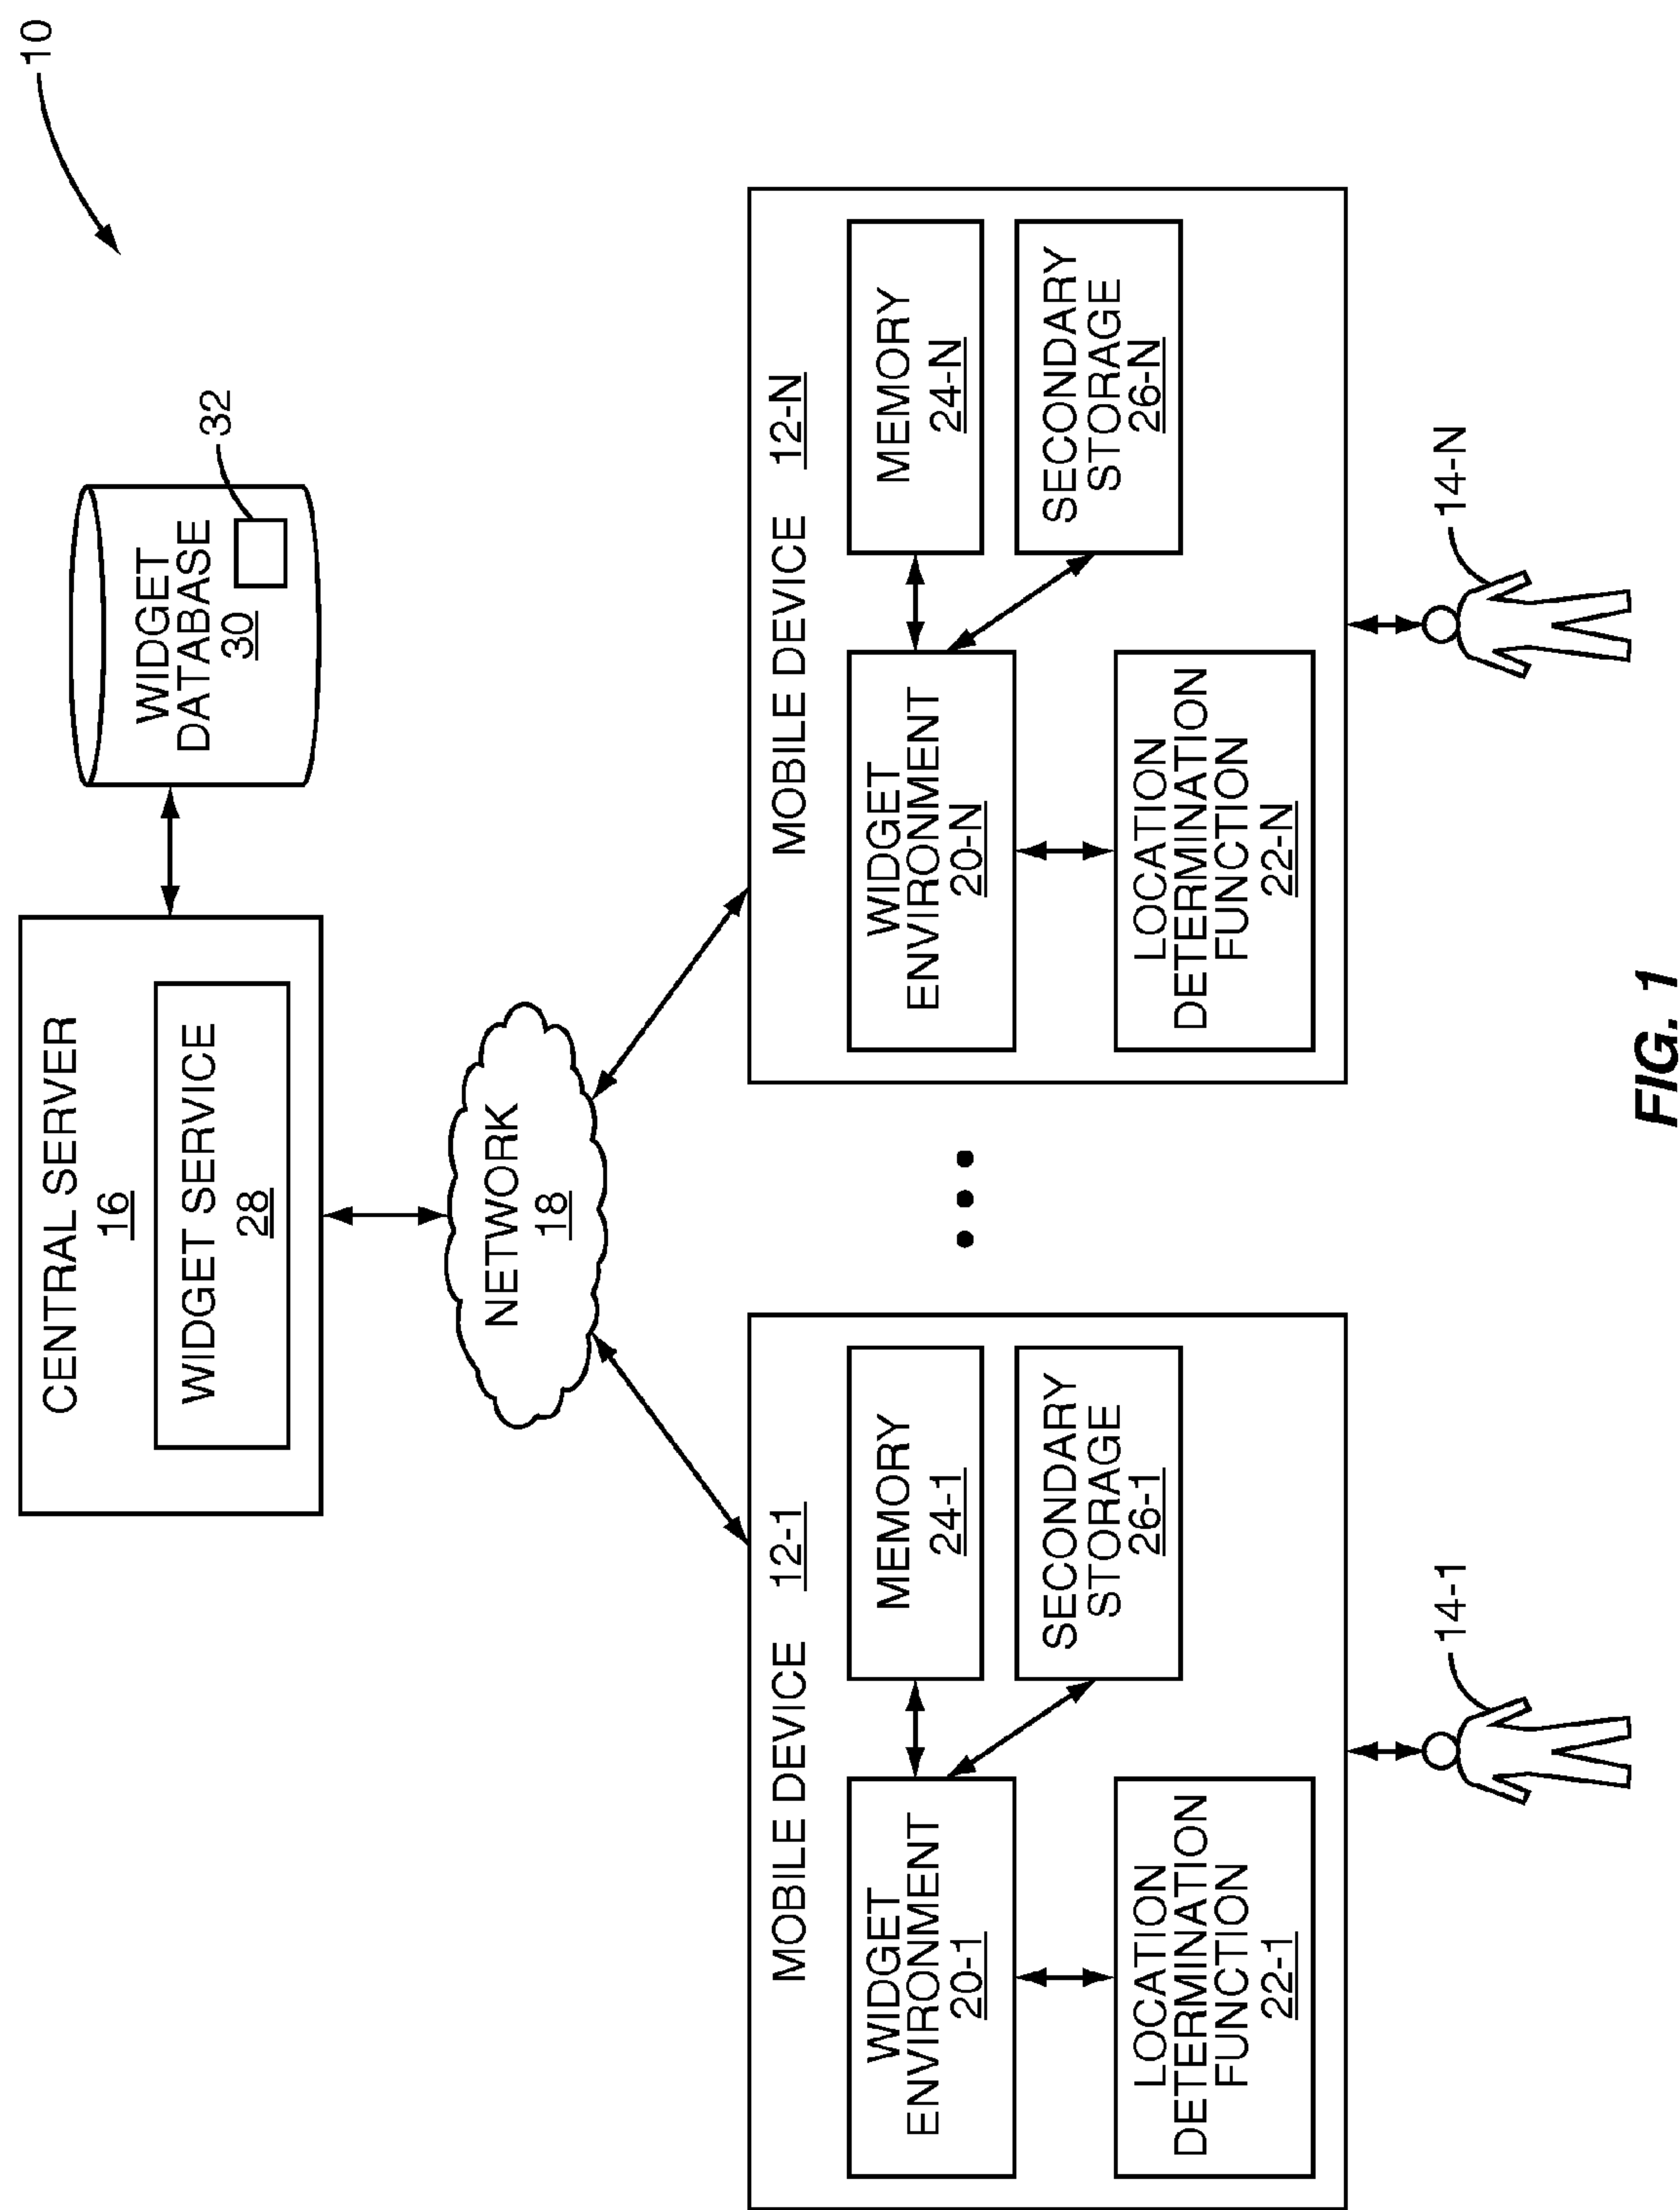 10
CENTRAL SERVER
16
WIDGET SERVICE
28
WIDGET
DATABASE
30
32
NETWORK
18
MOBILE DEVICE 12-1
WIDGET
ENVIRONMENT
20-1
MEMORY
24-1
SECONDARY
STORAGE
26-1
LOCATION
DETERMINATION
FUNCTION
22-1
14-1
MOBILE DEVICE 12-N
WIDGET
ENVIRONMENT
20-N
MEMORY
24-N
SECONDARY
STORAGE
26-N
LOCATION
DETERMINATION
FUNCTION
22-N
14-N
FIG. 1